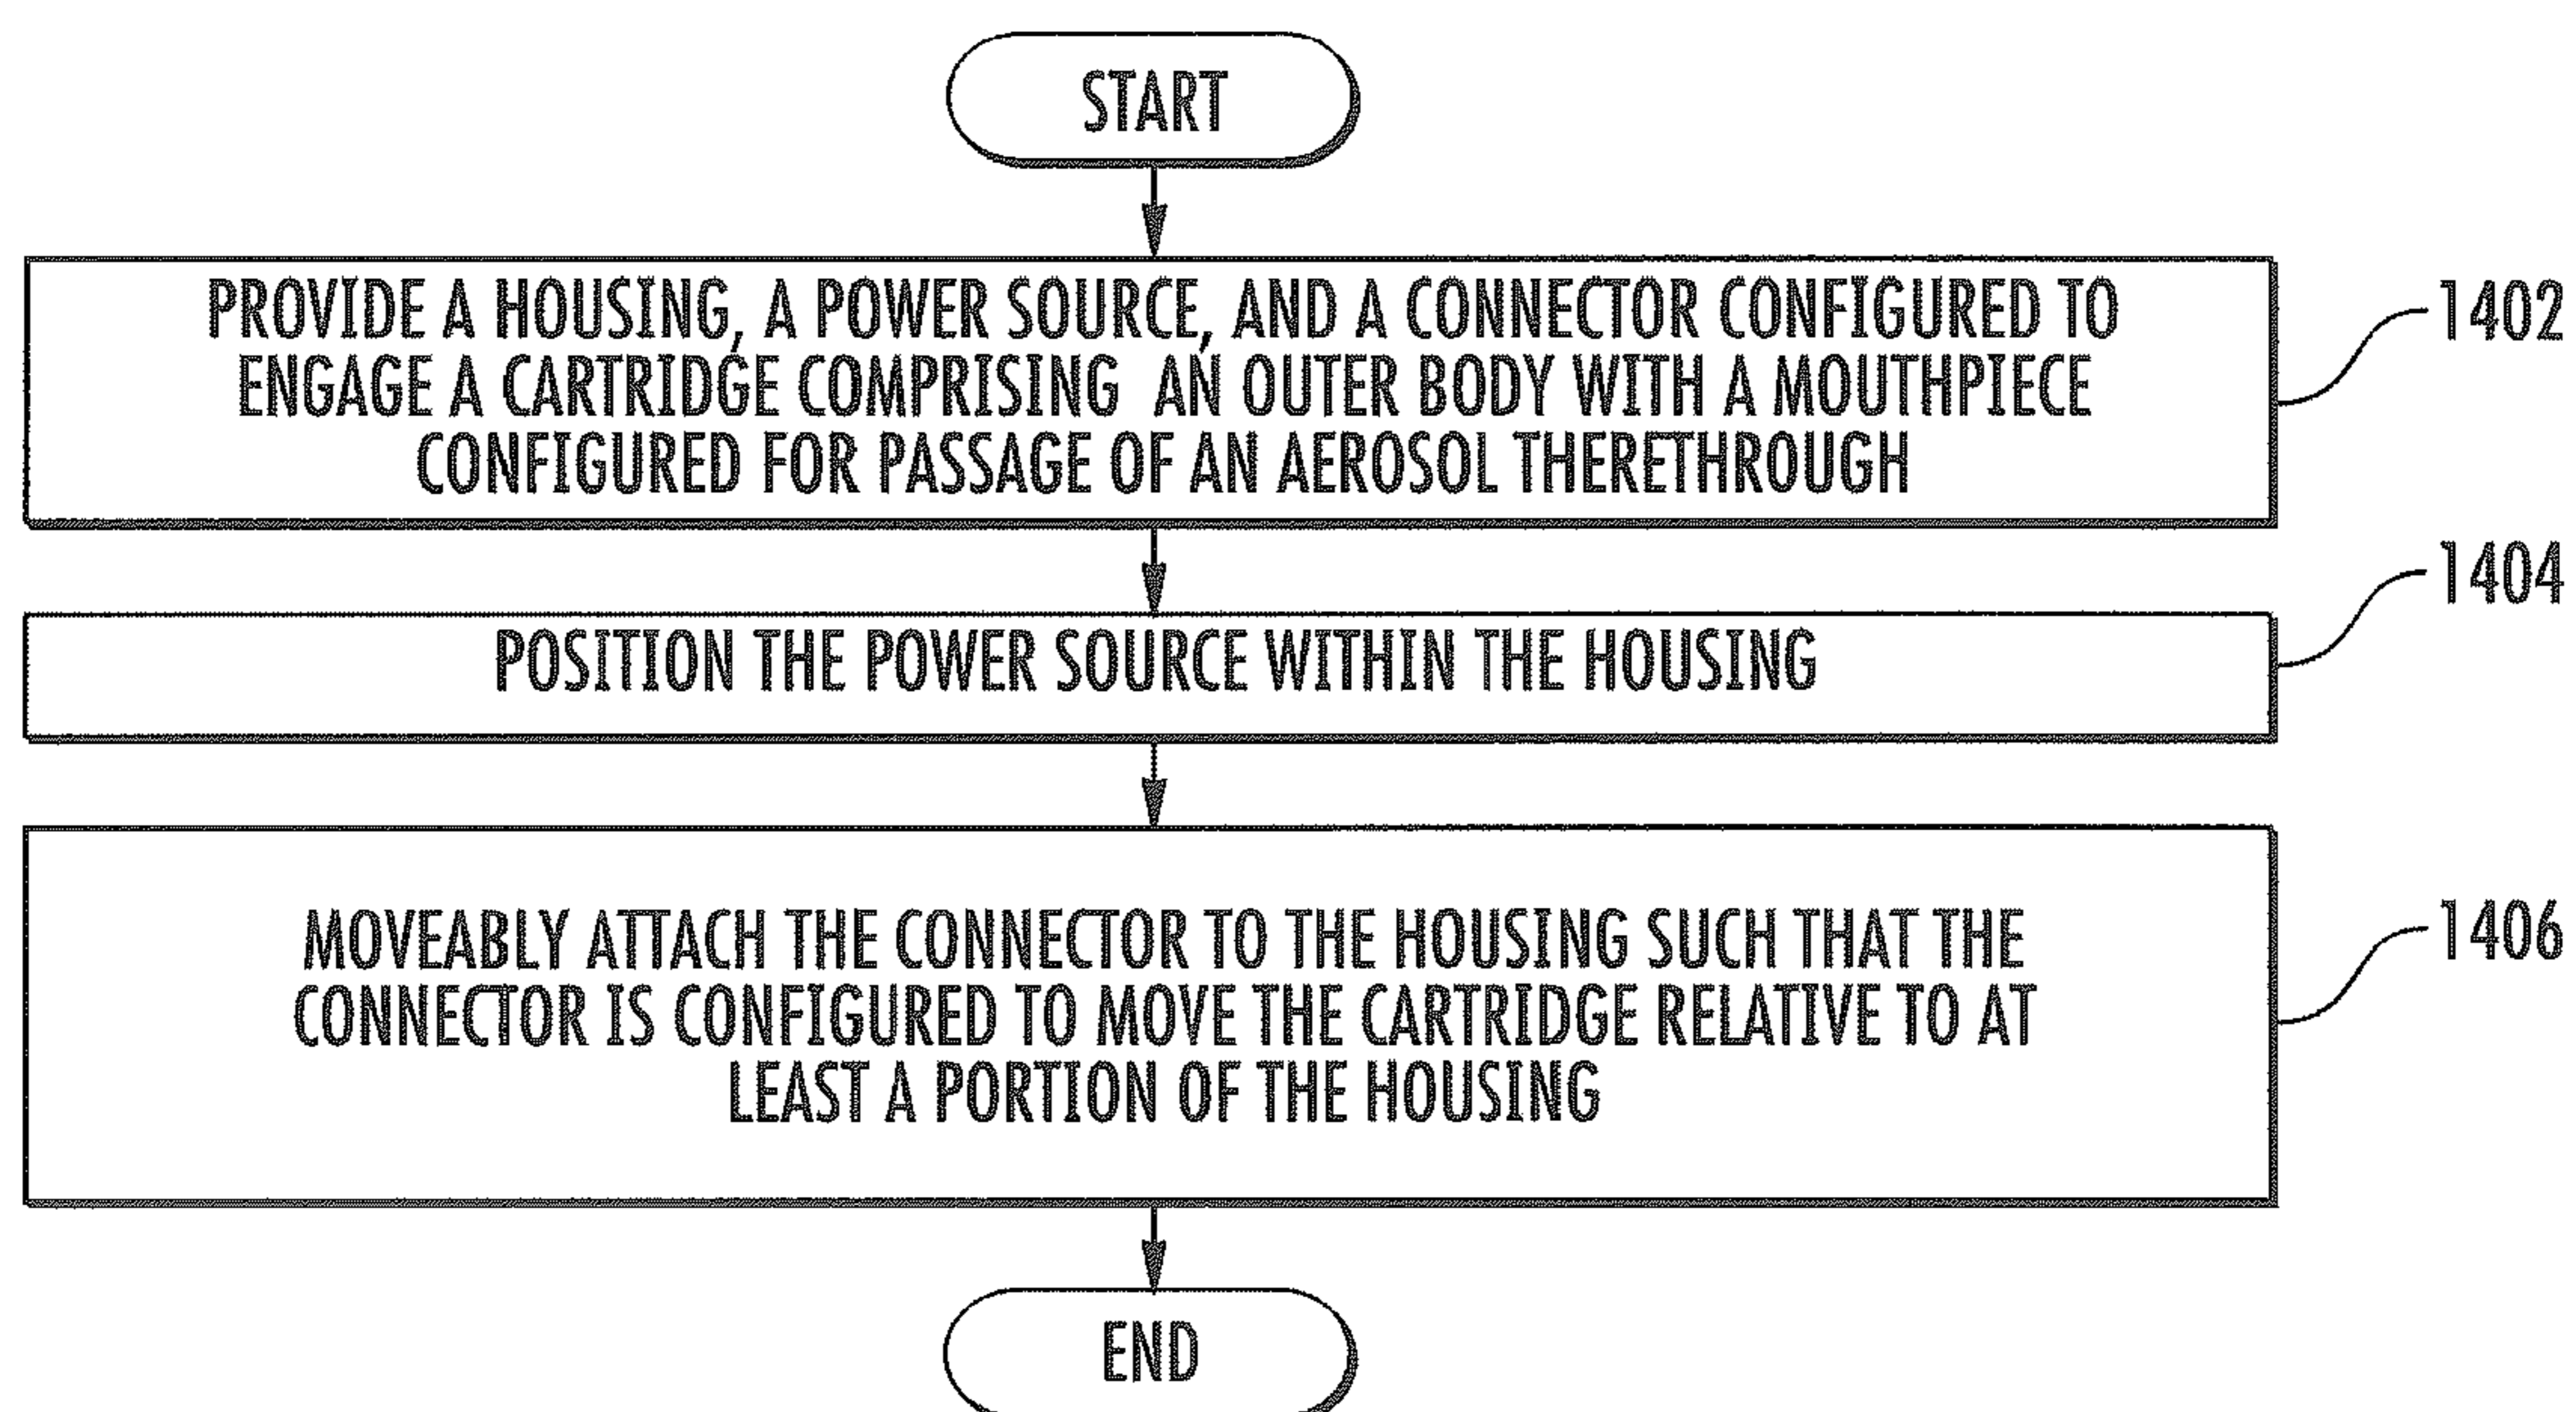 START
PROVIDE A HOUSING, A POWER SOURCE, AND A CONNECTOR CONFIGURED TO
ENGAGE A CARTRIDGE COMPRISING AN OUTER BODY WITH A MOUTHPIECE
CONFIGURED FOR PASSAGE OF AN AEROSOL THERETHROUGH
1402
POSITION THE POWER SOURCE WITHIN THE HOUSING
1404
MOVEABLY ATTACH THE CONNECTOR TO THE HOUSING SUCH THAT THE
CONNECTOR IS CONFIGURED TO MOVE THE CARTRIDGE RELATIVE TO AT
LEAST A PORTION OF THE HOUSING
1406
END